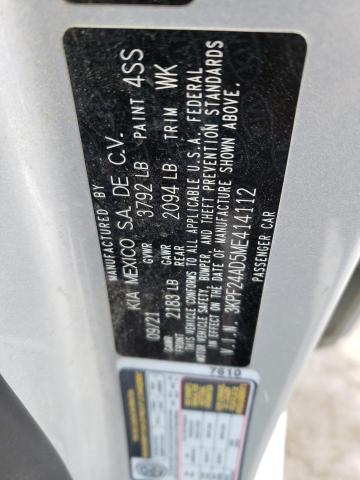 MANUFACTURED BY
KIA MEXICO S.A. DE C.V.
09/21 GVWR 3792 LB PAINT 4SS
GAWR FRONT 2183 LB GAWR REAR 2094 LB TRIM WK
THIS VEHICLE CONFORMS TO ALL APPLICABLE U.S.A. FEDERAL
MOTOR VEHICLE SAFETY, BUMPER, AND THEFT PREVENTION STANDARDS
IN EFFECT ON THE DATE OF MANUFACTURE SHOWN ABOVE.
V.I.N. 3KPF24AD5ME414112
PASSENGER CAR
7610